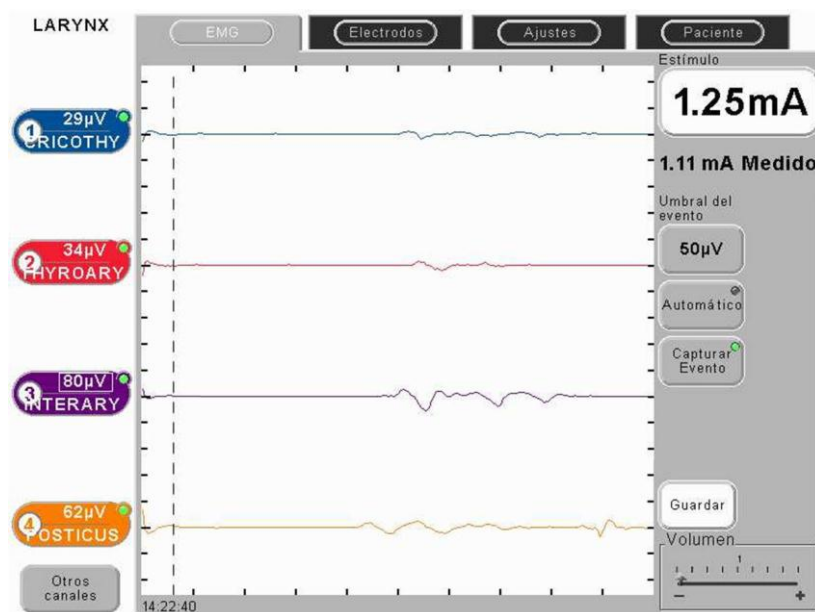 LARYNX
EMG
Electrodos
Ajustes
Paciente
Estímulo
1.25mA
1.11 mA Medido
Umbral del
evento
50µV
Automático
Capturar
Evento
Guardar
Volumen
1
- +
1
29µV
CRICOTHY
2
34µV
THYROARY
3
80µV
INTERARY
4
62µV
POSTICUS
Otros
canales
14:22:40